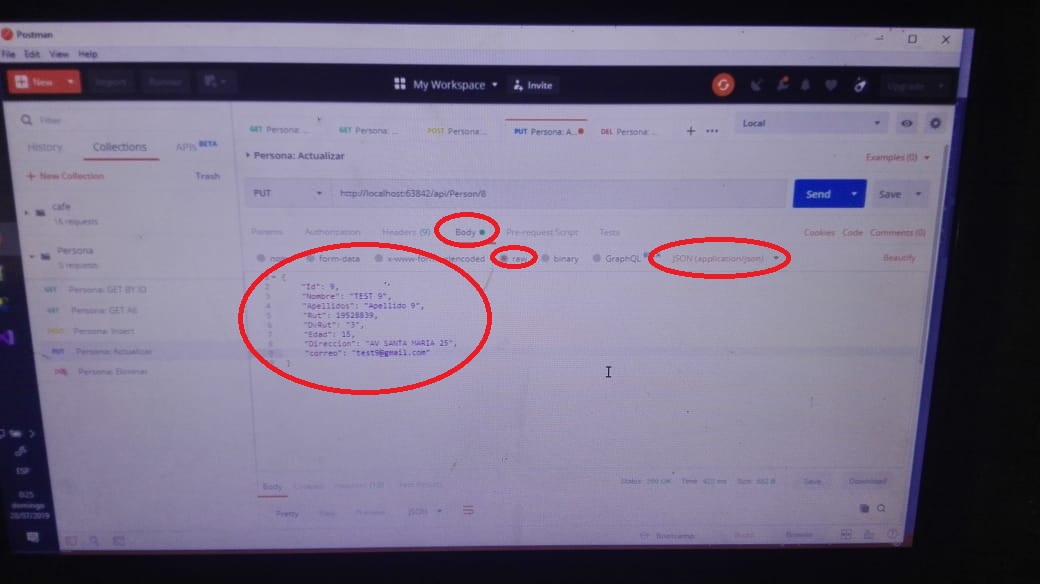 Postman
File Edit View Help
New Import Runner
My Workspace Invite
Upgrade
Filter
History Collections APIs BETA
New Collection Trash
cafe
16 requests
Persona
5 requests
GET Persona: GET BY ID
GET Persona: GET All
POST Persona: Insert
PUT Persona: Actualizar
DEL Persona: Eliminar
GET Persona: ... GET Persona: ... POST Persona:... PUT Persona: A... DEL Persona: ...
Local
Persona: Actualizar
Examples (0)
PUT http://localhost:63842/api/Person/8
Send Save
Params Authorization Headers (9) Body Pre-request Script Tests
Cookies Code Comments (0)
none form-data x-www-form-urlencoded raw binary GraphQL JSON (application/json)
Beautify
1 {
2 "Id": 9,
3 "Nombre": "TEST 9",
4 "Apellidos": "Apellido 9",
5 "Rut": 19528839,
6 "DvRut": "3",
7 "Edad": 15,
8 "Direccion": "AV SANTA MARIA 25",
9 "correo": "test9@gmail.com"
}
Body Cookies Headers (10) Test Results
Status: 200 OK Time: 422 ms Size: 682 B Save Download
Pretty Raw Preview JSON
Bootcamp Build Browse
ESP
0:25
domingo
28/07/2019